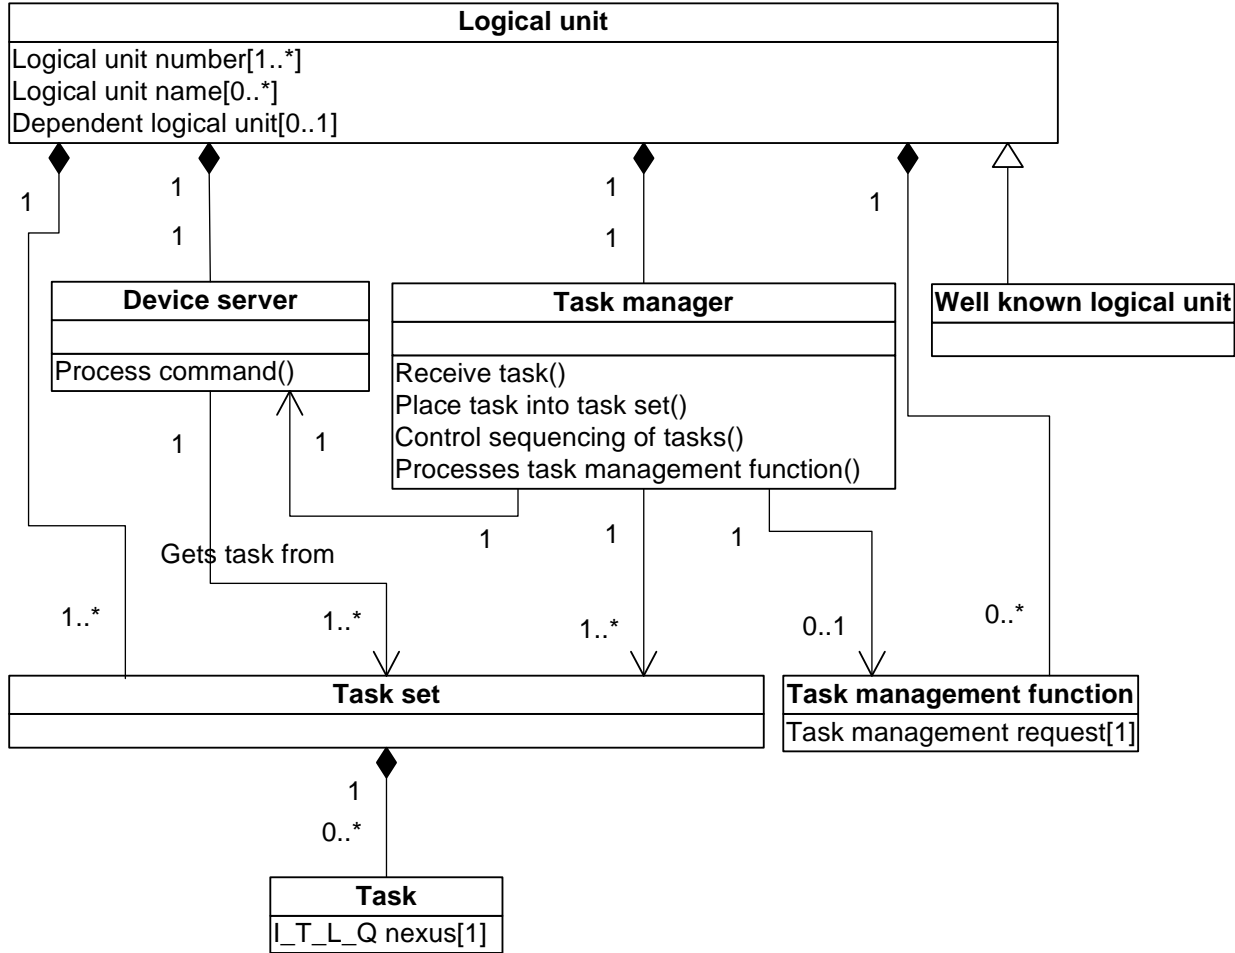 Logical unit
Logical unit number[1..*]
Logical unit name[0..*]
Dependent logical unit[0..1]
1
1
1
1
1
1
Device server
Process command()
Task manager
Receive task()
Place task into task set()
Control sequencing of tasks()
Processes task management function()
Well known logical unit
1
1
1
1
1
Gets task from
1..*
1..*
1..*
0..1
0..*
Task set
Task management function
Task management request[1]
1
0..*
Task
I_T_L_Q nexus[1]